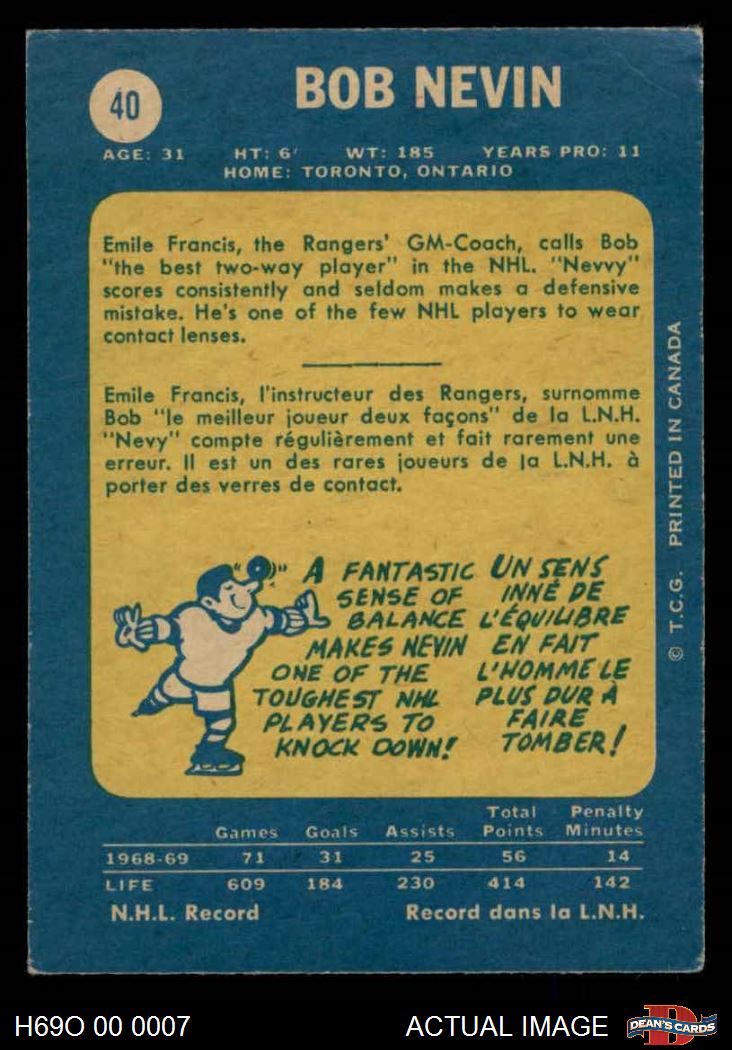 40
BOB NEVIN
AGE: 31 HT: 6' WT: 185 YEARS PRO: 11
HOME: TORONTO, ONTARIO
Emile Francis, the Rangers' GM-Coach, calls Bob
"the best two-way player" in the NHL. "Nevvy"
scores consistently and seldom makes a defensive
mistake. He's one of the few NHL players to wear
contact lenses.
Emile Francis, l'instructeur des Rangers, surnomme
Bob "le meilleur joueur deux façons" de la L.N.H.
"Nevy" compte régulièrement et fait rarement une
erreur. Il est un des rares joueurs de la L.N.H. à
porter des verres de contact.
A FANTASTIC
SENSE OF
BALANCE
MAKES NEVIN
ONE OF THE
TOUGHEST NHL
PLAYERS TO
KNOCK DOWN!
UN SENS
INNÉ DE
L'ÉQUILIBRE
EN FAIT
L'HOMME LE
PLUS DUR À
FAIRE
TOMBER!
© T.C.G. PRINTED IN CANADA
Games Goals Assists Total Points Penalty Minutes
1968-69 71 31 25 56 14
LIFE 609 184 230 414 142
N.H.L. Record Record dans la L.N.H.
H69O 00 0007 ACTUAL IMAGE DEAN'S CARDS